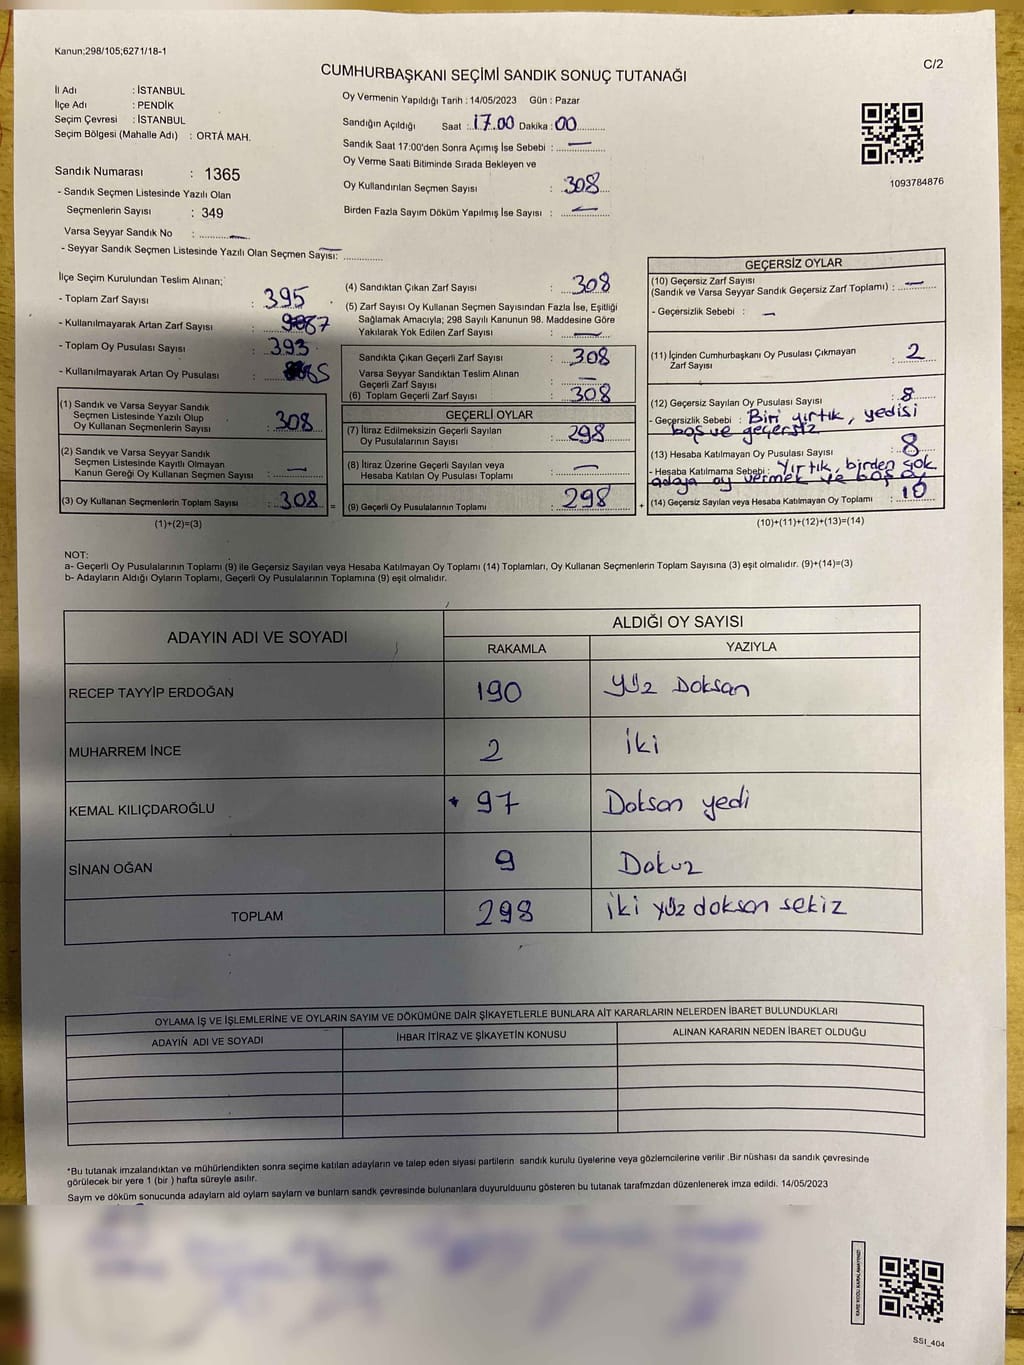 Kanun;298/105;6271/18-1
C/2
CUMHURBAŞKANI SEÇİMİ SANDIK SONUÇ TUTANAĞI
İl Adı : İSTANBUL
İlçe Adı : PENDİK
Seçim Çevresi : İSTANBUL
Seçim Bölgesi (Mahalle Adı) : ORTA MAH.
Sandık Numarası : 1365
- Sandık Seçmen Listesinde Yazılı Olan
Seçmenlerin Sayısı : 349
Varsa Seyyar Sandık No : —
- Seyyar Sandık Seçmen Listesinde Yazılı Olan Seçmen Sayısı: —
Oy Vermenin Yapıldığı Tarih : 14/05/2023 Gün : Pazar
Sandığın Açıldığı Saat : 17.00 Dakika : 00
Sandık Saat 17:00'den Sonra Açımış İse Sebebi : —
Oy Verme Saati Bitiminde Sırada Bekleyen ve
Oy Kullandırılan Seçmen Sayısı : 308
Birden Fazla Sayım Döküm Yapılmış İse Sayısı : —
1093784876
İlçe Seçim Kurulundan Teslim Alınan;
- Toplam Zarf Sayısı : 395
- Kullanılmayarak Artan Zarf Sayısı : 87
- Toplam Oy Pusulası Sayısı : 393
- Kullanılmayarak Artan Oy Pusulası : 85
(1) Sandık ve Varsa Seyyar Sandık
Seçmen Listesinde Yazılı Olup
Oy Kullanan Seçmenlerin Sayısı : 308
(2) Sandık ve Varsa Seyyar Sandık
Seçmen Listesinde Kayıtlı Olmayan
Kanun Gereği Oy Kullanan Seçmen Sayısı : —
(3) Oy Kullanan Seçmenlerin Toplam Sayısı : 308
(1)+(2)=(3)
(4) Sandıktan Çıkan Zarf Sayısı : 308
(5) Zarf Sayısı Oy Kullanan Seçmen Sayısından Fazla İse, Eşitliği
Sağlamak Amacıyla; 298 Sayılı Kanunun 98. Maddesine Göre
Yakılarak Yok Edilen Zarf Sayısı : —
Sandıkta Çıkan Geçerli Zarf Sayısı : 308
Varsa Seyyar Sandıktan Teslim Alınan
Geçerli Zarf Sayısı : —
(6) Toplam Geçerli Zarf Sayısı : 308
GEÇERLİ OYLAR
(7) İtiraz Edilmeksizin Geçerli Sayılan
Oy Pusulalarının Sayısı : 298
(8) İtiraz Üzerine Geçerli Sayılan veya
Hesaba Katılan Oy Pusulası Toplamı : —
(9) Geçerli Oy Pusulalarının Toplamı : 298
GEÇERSİZ OYLAR
(10) Geçersiz Zarf Sayısı
(Sandık ve Varsa Seyyar Sandık Geçersiz Zarf Toplamı) : —
- Geçersizlik Sebebi : —
(11) İçinden Cumhurbaşkanı Oy Pusulası Çıkmayan
Zarf Sayısı : 2
(12) Geçersiz Sayılan Oy Pusulası Sayısı : 8
- Geçersizlik Sebebi : Biri yırtık, yedisi
boş ve geçersiz
(13) Hesaba Katılmayan Oy Pusulası Sayısı : 8
- Hesaba Katılmama Sebebi : Yırtık, birden çok
adaya oy vermek ve boş oy
(14) Geçersiz Sayılan veya Hesaba Katılmayan Oy Toplamı : 10
(10)+(11)+(12)+(13)=(14)
NOT:
a- Geçerli Oy Pusulalarının Toplamı (9) ile Geçersiz Sayılan veya Hesaba Katılmayan Oy Toplamı (14) Toplamları, Oy Kullanan Seçmenlerin Toplam Sayısına (3) eşit olmalıdır. (9)+(14)=(3)
b- Adayların Aldığı Oyların Toplamı, Geçerli Oy Pusulalarının Toplamına (9) eşit olmalıdır.
ADAYIN ADI VE SOYADI ALDIĞI OY SAYISI
RAKAMLA YAZIYLA
RECEP TAYYİP ERDOĞAN 190 yüz Doksan
MUHARREM İNCE 2 iki
KEMAL KILIÇDAROĞLU * 97 Doksan yedi
SİNAN OĞAN 9 Dokuz
TOPLAM 298 iki yüz doksan sekiz
OYLAMA İŞ VE İŞLEMLERİNE VE OYLARIN SAYIM VE DÖKÜMÜNE DAİR ŞİKAYETLERLE BUNLARA AİT KARARLARIN NELERDEN İBARET BULUNDUKLARI
ADAYIN ADI VE SOYADI İHBAR İTİRAZ VE ŞİKAYETİN KONUSU ALINAN KARARIN NEDEN İBARET OLDUĞU
*Bu tutanak imzalandıktan ve mühürlendikten sonra seçime katılan adayların ve talep eden siyasi partilerin sandık kurulu üyelerine veya gözlemcilerine verilir .Bir nüshası da sandık çevresinde
görülecek bir yere 1 (bir ) hafta süreyle asılır.
Saym ve döküm sonucunda adaylarn ald oylarn saylarn ve bunlarn sandk çevresinde bulunanlara duyurulduunu gösteren bu tutanak tarafmzdan düzenlenerek imza edildi. 14/05/2023
SSI_404